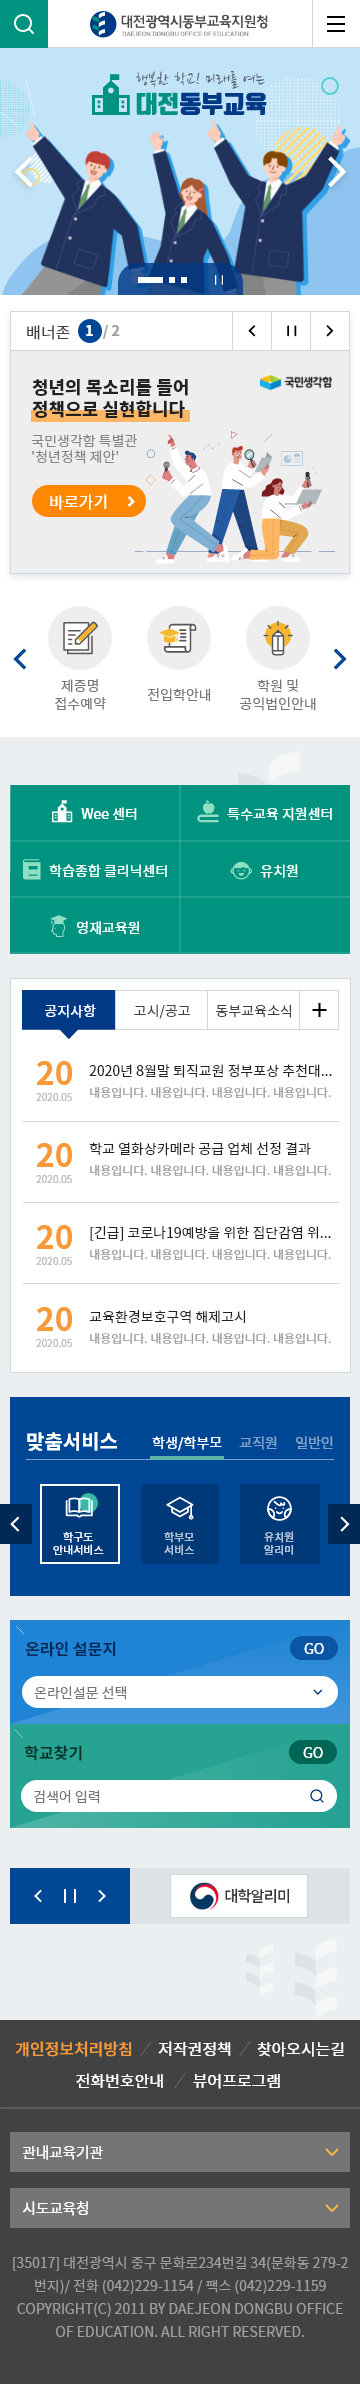 대전광역시동부교육지원청
DAEJEON DONGBU OFFICE OF EDUCATION
행복한 학교! 미래를 여는
대전동부교육
배너존 1 / 2
청년의 목소리를 들어
정책으로 실현합니다
국민생각함
국민생각함 특별관
'청년정책 제안'
바로가기
제증명
접수예약
전입학안내
학원 및
공익법인안내
Wee 센터
특수교육 지원센터
학습종합 클리닉센터
유치원
영재교육원
공지사항 고시/공고 동부교육소식
20
2020.05
2020년 8월말 퇴직교원 정부포상 추천대...
내용입니다. 내용입니다. 내용입니다. 내용입니다.
20
2020.05
학교 열화상카메라 공급 업체 선정 결과
내용입니다. 내용입니다. 내용입니다. 내용입니다.
20
2020.05
[긴급] 코로나19예방을 위한 집단감염 위...
내용입니다. 내용입니다. 내용입니다. 내용입니다.
20
2020.05
교육환경보호구역 해제고시
내용입니다. 내용입니다. 내용입니다. 내용입니다.
맞춤서비스 학생/학부모 교직원 일반인
학구도
안내서비스
학부모
서비스
유치원
알리미
온라인 설문지 GO
온라인설문 선택
학교찾기 GO
검색어 입력
대학알리미
개인정보처리방침 저작권정책 찾아오시는길
전화번호안내 뷰어프로그램
관내교육기관
시도교육청
[35017] 대전광역시 중구 문화로234번길 34(문화동 279-2
번지)/ 전화 (042)229-1154 / 팩스 (042)229-1159
COPYRIGHT(C) 2011 BY DAEJEON DONGBU OFFICE
OF EDUCATION. ALL RIGHT RESERVED.